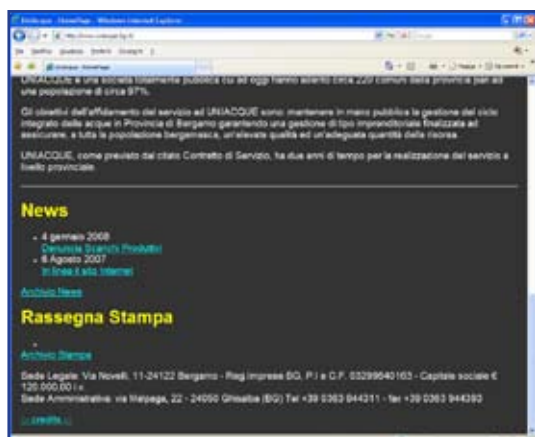 Uniacque - HomePage - Windows Internet Explorer
UNIACQUE è una società totalmente pubblica cui ad oggi hanno aderito circa 220 comuni della provincia pari ad
una popolazione di circa 97%.
Gli obiettivi dell'affidamento del servizio ad UNIACQUE sono: mantenere in mano pubblica la gestione del ciclo
integrato delle acque in Provincia di Bergamo garantendo una gestione di tipo imprenditoriale finalizzata ad
assicurare, a tutta la popolazione bergamasca, un'elevata qualità ed un'adeguata quantità della risorsa.
UNIACQUE, come previsto dal citato Contratto di Servizio, ha due anni di tempo per la realizzazione del servizio a
livello provinciale.
News
4 gennaio 2008
Denuncia Scarichi Produttivi
6 Agosto 2007
In linea il sito Internet
Archivio News
Rassegna Stampa
Archivio Stampa
Sede Legale: Via Novelli, 11-24122 Bergamo - Reg.Imprese BG, P.I e C.F. 03299640163 - Capitale sociale €
120.000,00 i.v.
Sede Amministrativa: via Malpaga, 22 - 24050 Ghisalba (BG) Tel +39 0363 944311 - fax +39 0363 944393
::: credits :::